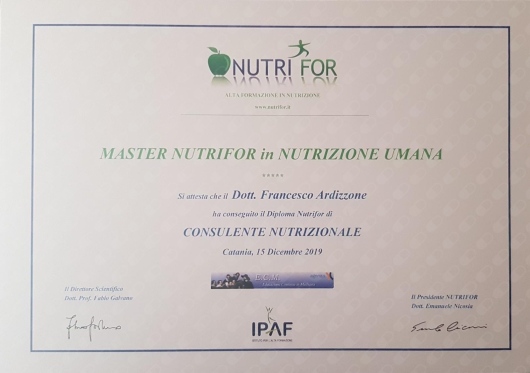 NUTRIFOR
ALTA FORMAZIONE IN NUTRIZIONE
www.nutrifor.it
MASTER NUTRIFOR in NUTRIZIONE UMANA
*****
Si attesta che il Dott. Francesco Ardizzone
ha conseguito il Diploma Nutrifor di
CONSULENTE NUTRIZIONALE
Catania, 15 Dicembre 2019
E.C.M.
Il Direttore Scientifico
Dott. Prof. Fabio Galvano
Il Presidente NUTRIFOR
Dott. Emanuele Nicosia
IPAF